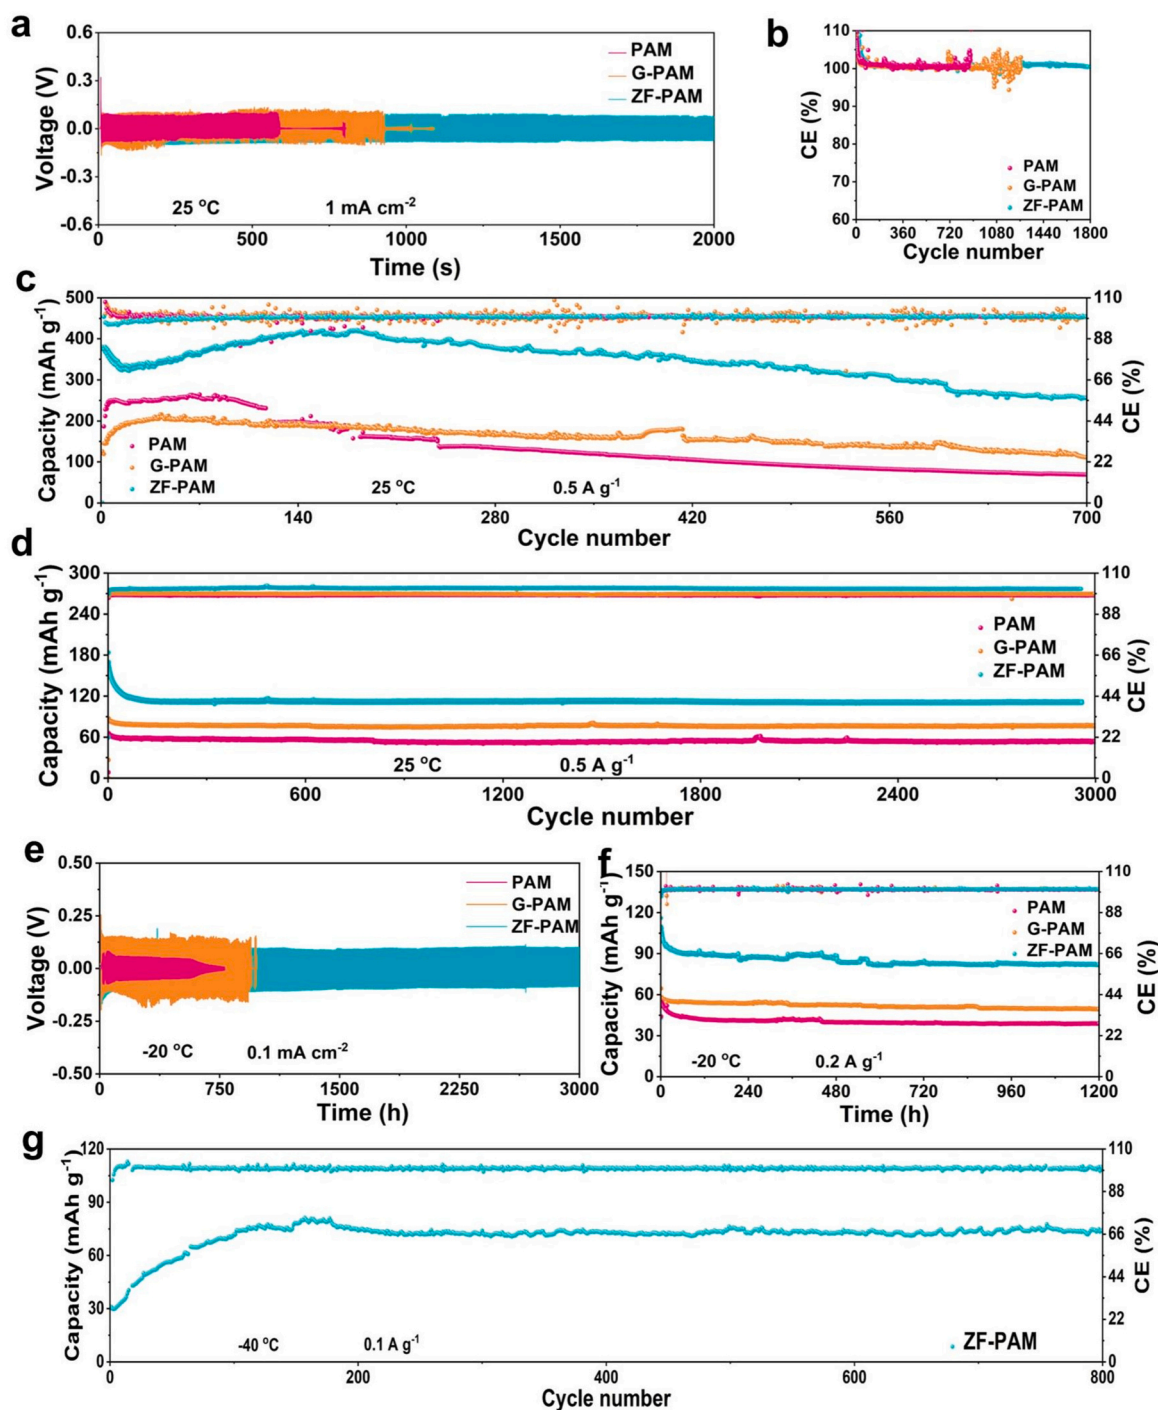 a
0.6
0.3
0.0
-0.3
-0.6
Voltage (V)
PAM
G-PAM
ZF-PAM
25 °C
1 mA cm⁻²
0 500 1000 1500 2000
Time (s)
b
110
100
90
80
70
60
CE (%)
PAM
G-PAM
ZF-PAM
0 360 720 1080 1440 1800
Cycle number
c
500
400
300
200
100
0
Capacity (mAh g⁻¹)
PAM
G-PAM
ZF-PAM
25 °C
0.5 A g⁻¹
110
88
66
44
22
0
CE (%)
0 140 280 420 560 700
Cycle number
d
300
240
180
120
60
0
Capacity (mAh g⁻¹)
PAM
G-PAM
ZF-PAM
25 °C
0.5 A g⁻¹
110
88
66
44
22
0
CE (%)
0 600 1200 1800 2400 3000
Cycle number
e
0.50
0.25
0.00
-0.25
-0.50
Voltage (V)
PAM
G-PAM
ZF-PAM
-20 °C
0.1 mA cm⁻²
0 750 1500 2250 3000
Time (h)
f
150
120
90
60
30
0
Capacity (mAh g⁻¹)
PAM
G-PAM
ZF-PAM
-20 °C
0.2 A g⁻¹
110
88
66
44
22
0
CE (%)
0 240 480 720 960 1200
Time (h)
g
120
90
60
30
0
Capacity (mAh g⁻¹)
-40 °C
0.1 A g⁻¹
ZF-PAM
110
88
66
44
22
0
CE (%)
0 200 400 600 800
Cycle number